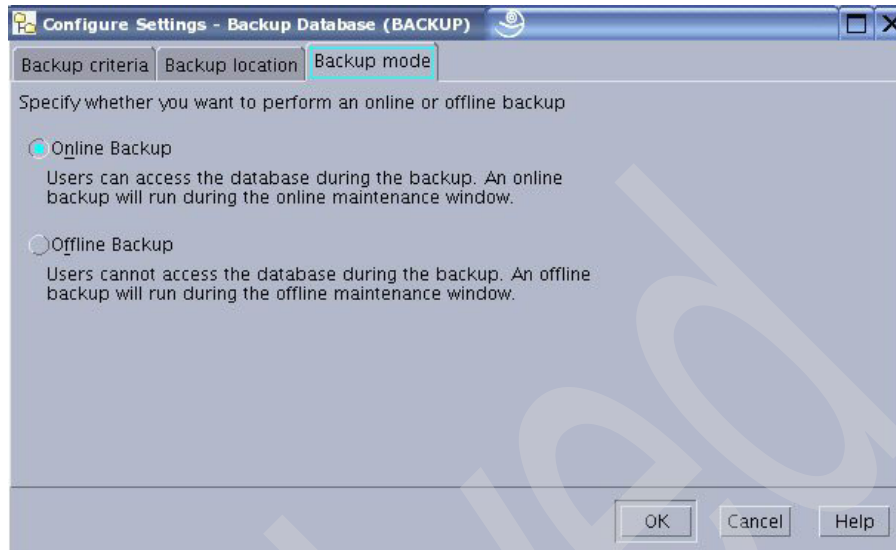 Configure Settings - Backup Database (BACKUP)
Backup criteria
Backup location
Backup mode
Specify whether you want to perform an online or offline backup
Online Backup
Users can access the database during the backup. An online
backup will run during the online maintenance window.
Offline Backup
Users cannot access the database during the backup. An offline
backup will run during the offline maintenance window.
OK
Cancel
Help